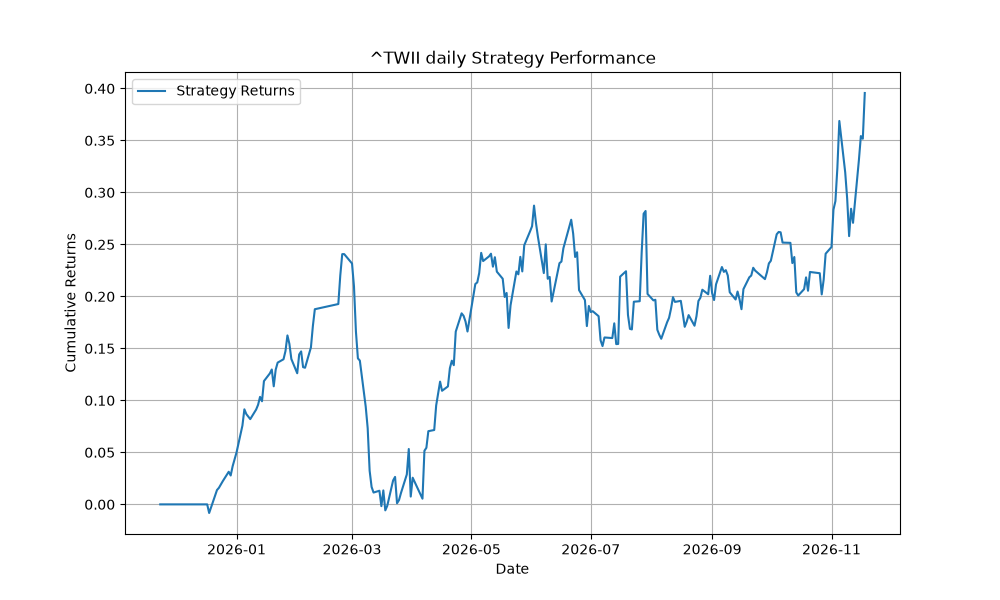 ^TWII daily Strategy Performance
Strategy Returns
Cumulative Returns
0.40
0.35
0.30
0.25
0.20
0.15
0.10
0.05
0.00
2026-01 2026-03 2026-05 2026-07 2026-09 2026-11
Date